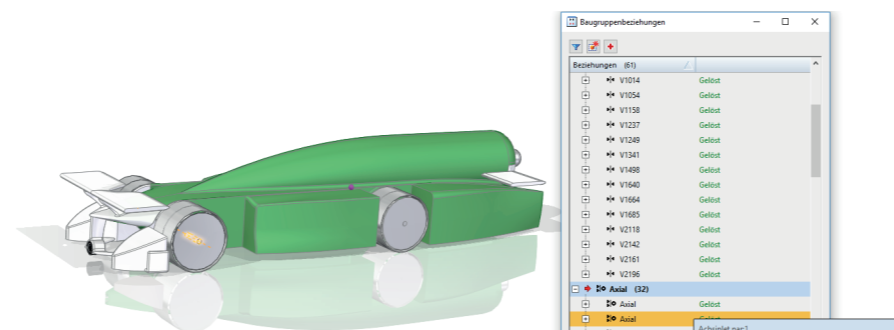 Baugruppenbeziehungen
Beziehungen (61)
V1014 Gelöst
V1054 Gelöst
V1158 Gelöst
V1237 Gelöst
V1249 Gelöst
V1341 Gelöst
V1498 Gelöst
V1640 Gelöst
V1664 Gelöst
V1685 Gelöst
V2118 Gelöst
V2142 Gelöst
V2161 Gelöst
V2196 Gelöst
Axial (32)
Axial Gelöst
Axial Gelöst